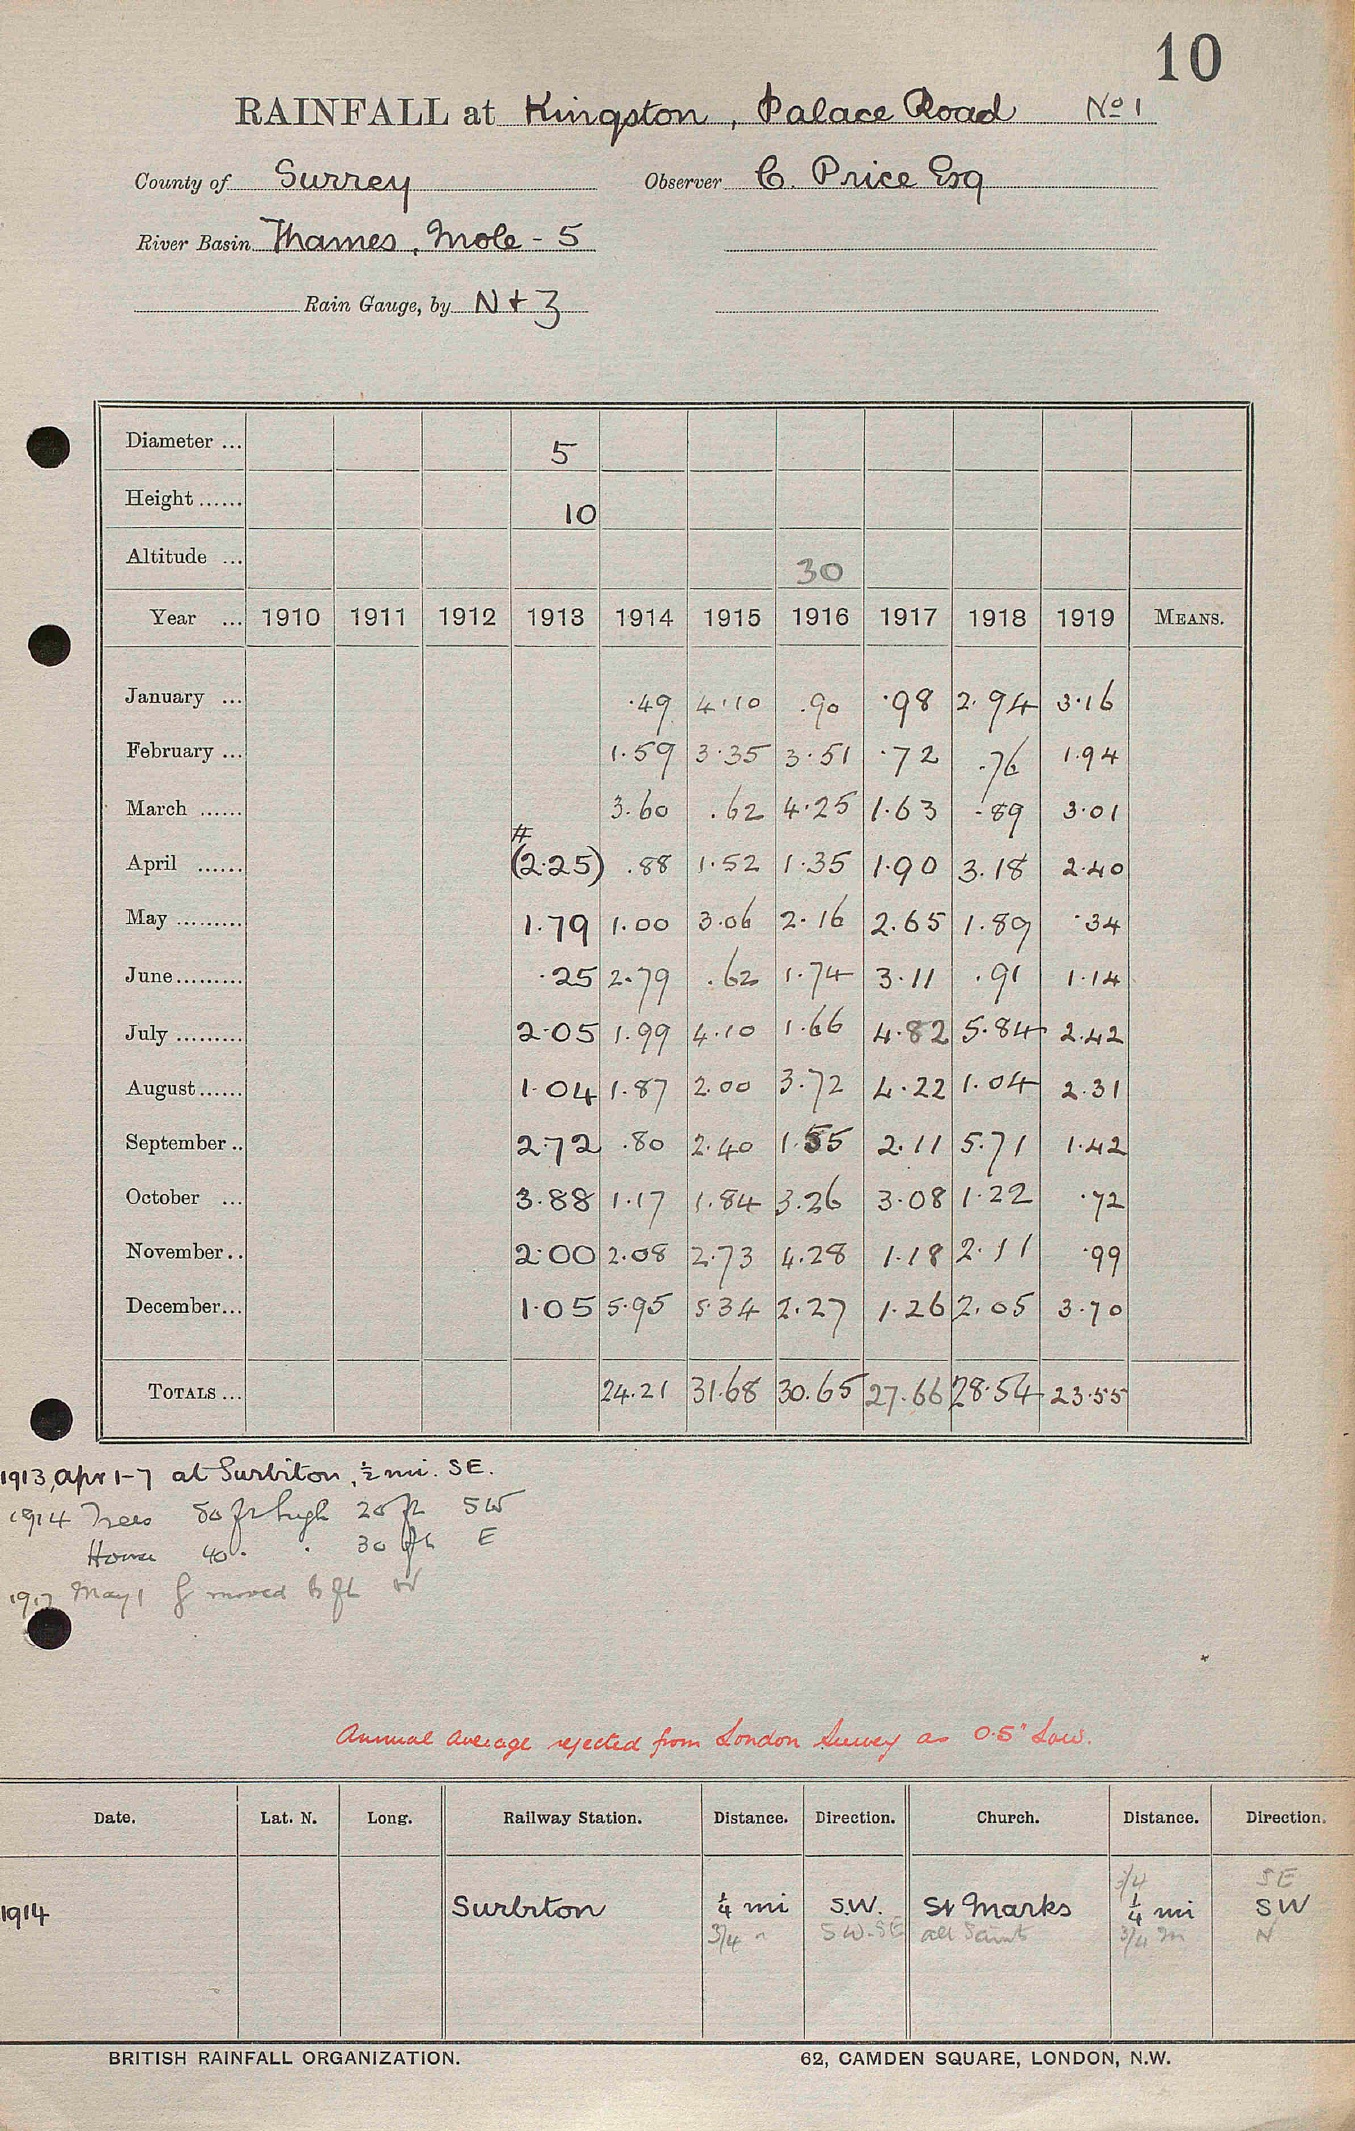 10
RAINFALL at Kingston, Palace Road No 1
County of Surrey Observer C. Price Esq
River Basin Thames, Mole - 5
Rain Gauge, by N + Z
Diameter ... 5
Height ...... 10
Altitude ... 30
Year ... 1910 1911 1912 1913 1914 1915 1916 1917 1918 1919 MEANS.
January ... .49 4.10 .90 .98 2.94 3.16
February ... 1.59 3.35 3.51 .72 .76 1.94
March ...... 3.60 .62 4.25 1.63 .89 3.01
#
April ...... (2.25) .88 1.52 1.35 1.90 3.18 2.40
May ......... 1.79 1.00 3.06 2.16 2.65 1.89 .34
June ......... .25 2.79 .62 1.74 3.11 .91 1.14
July ......... 2.05 1.99 4.10 1.66 4.82 5.84 2.42
August ...... 1.04 1.87 2.00 3.72 4.22 1.04 2.31
September .. 2.72 .80 2.40 1.55 2.11 5.71 1.42
October ... 3.88 1.17 1.84 3.26 3.08 1.22 .72
November .. 2.00 2.08 2.73 4.28 1.18 2.11 .99
December ... 1.05 5.95 5.34 2.27 1.26 2.05 3.70
TOTALS ... 24.21 31.68 30.65 27.66 28.54 23.55
1913, Apr 1-7 at Surbiton, ½ mi. SE.
1914 Trees 80 ft high 20 ft SW
House 40 " " 30 ft E
1917 May 1 g moved ft W
Annual Average rejected from London Survey as 0.5" Low.
Date. Lat. N. Long. Railway Station. Distance. Direction. Church. Distance. Direction.
3/4 SE
1914 Surbiton ¼ mi S.W. St Marks ¼ mi SW
3/4 " SW-SE All Saints 3/4 m N
BRITISH RAINFALL ORGANIZATION. 62, CAMDEN SQUARE, LONDON, N.W.